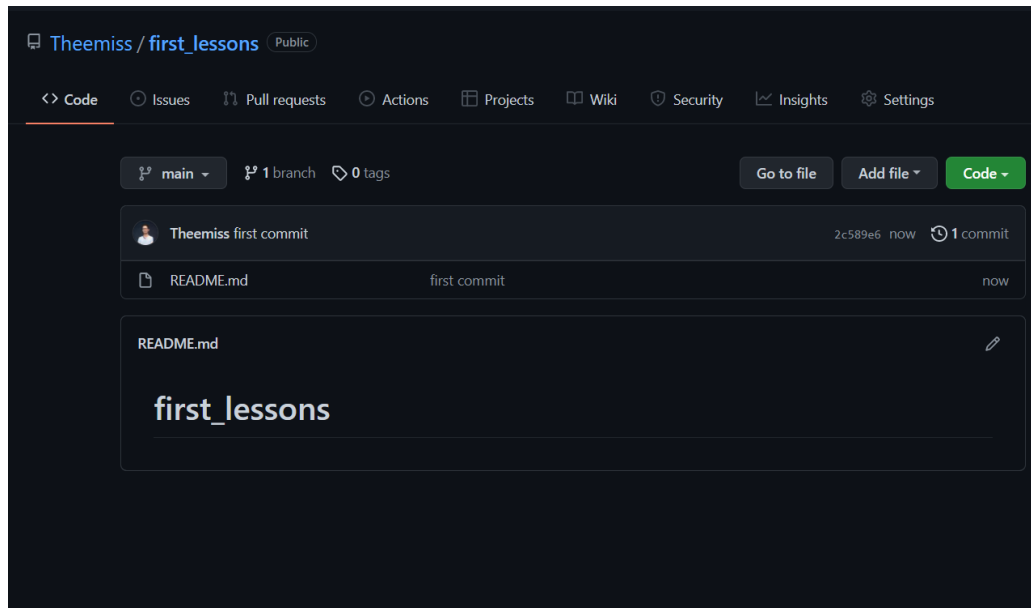 Theemiss / first_lessons Public
<> Code Issues Pull requests Actions Projects Wiki Security Insights Settings
main 1 branch 0 tags Go to file Add file Code
Theemiss first commit 2c589e6 now 1 commit
README.md first commit now
README.md
first_lessons